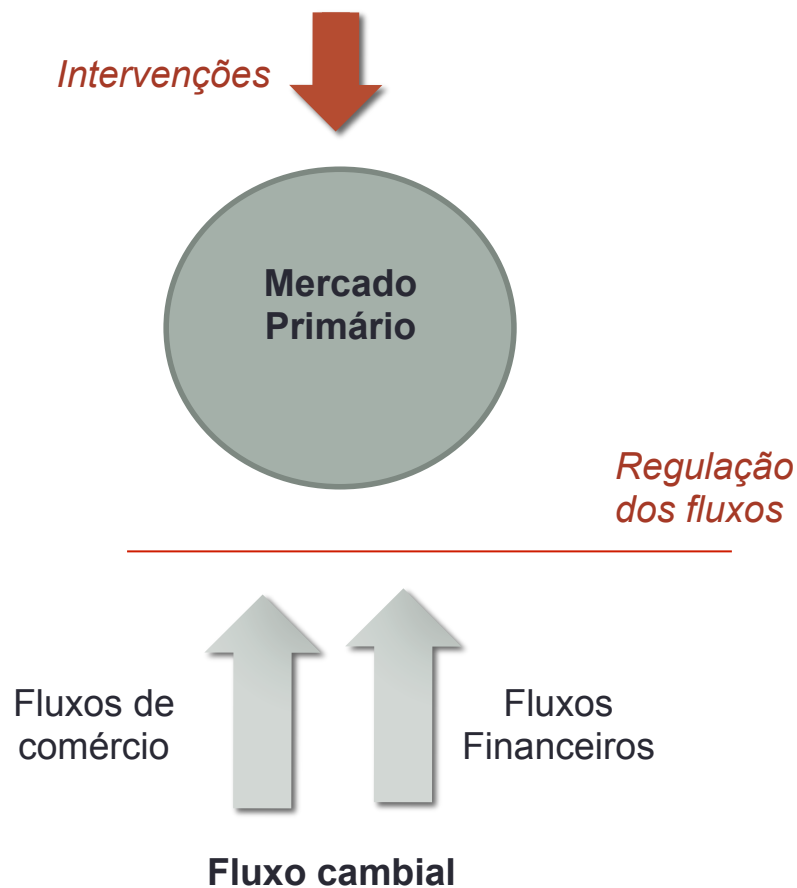 Intervenções
Mercado
Primário
Regulação
dos fluxos
Fluxos de
comércio
Fluxos
Financeiros
Fluxo cambial